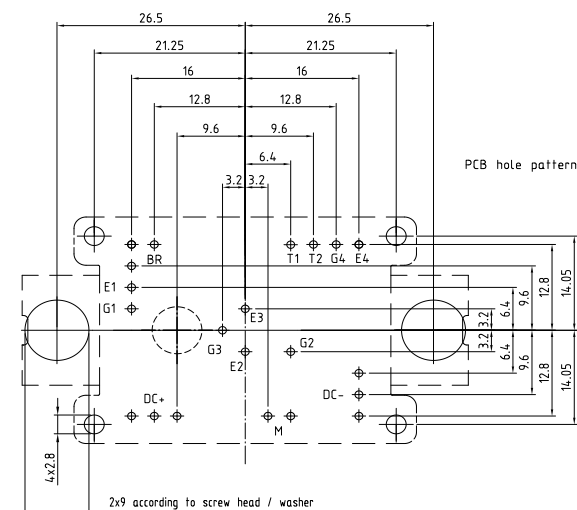 26.5 26.5
21.25 21.25
16 16
12.8 12.8
9.6 9.6
6.4
3.2 3.2
PCB hole pattern
BR T1 T2 G4 E4
E1
G1
E3
G3 G2
E2
3.2 6.4 9.6 12.8 14.05
3.2 6.4 9.6 12.8 14.05
DC+ DC-
M
4x2.8
2x9 according to screw head / washer